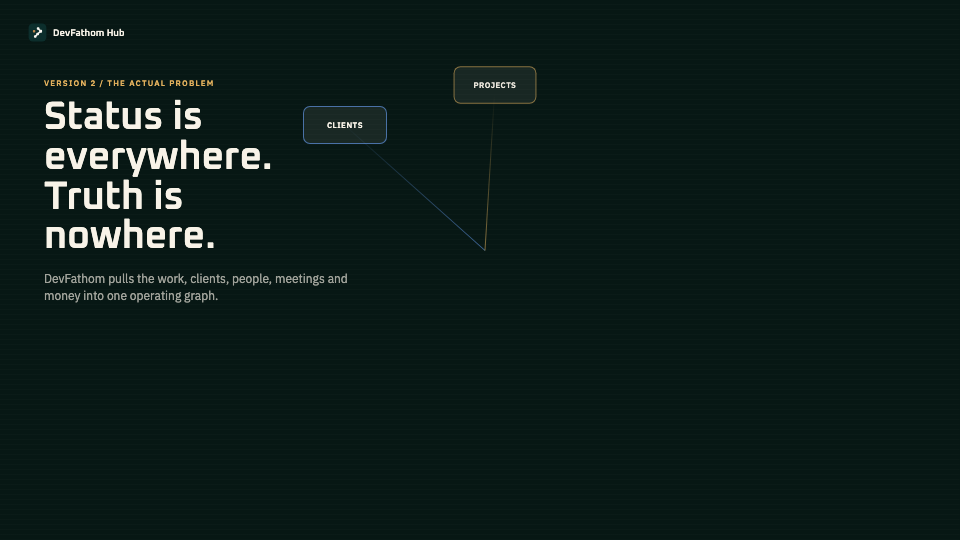 DevFathom Hub
VERSION 2 / THE ACTUAL PROBLEM
Status is
everywhere.
Truth is
nowhere.
DevFathom pulls the work, clients, people, meetings and
money into one operating graph.
PROJECTS
CLIENTS